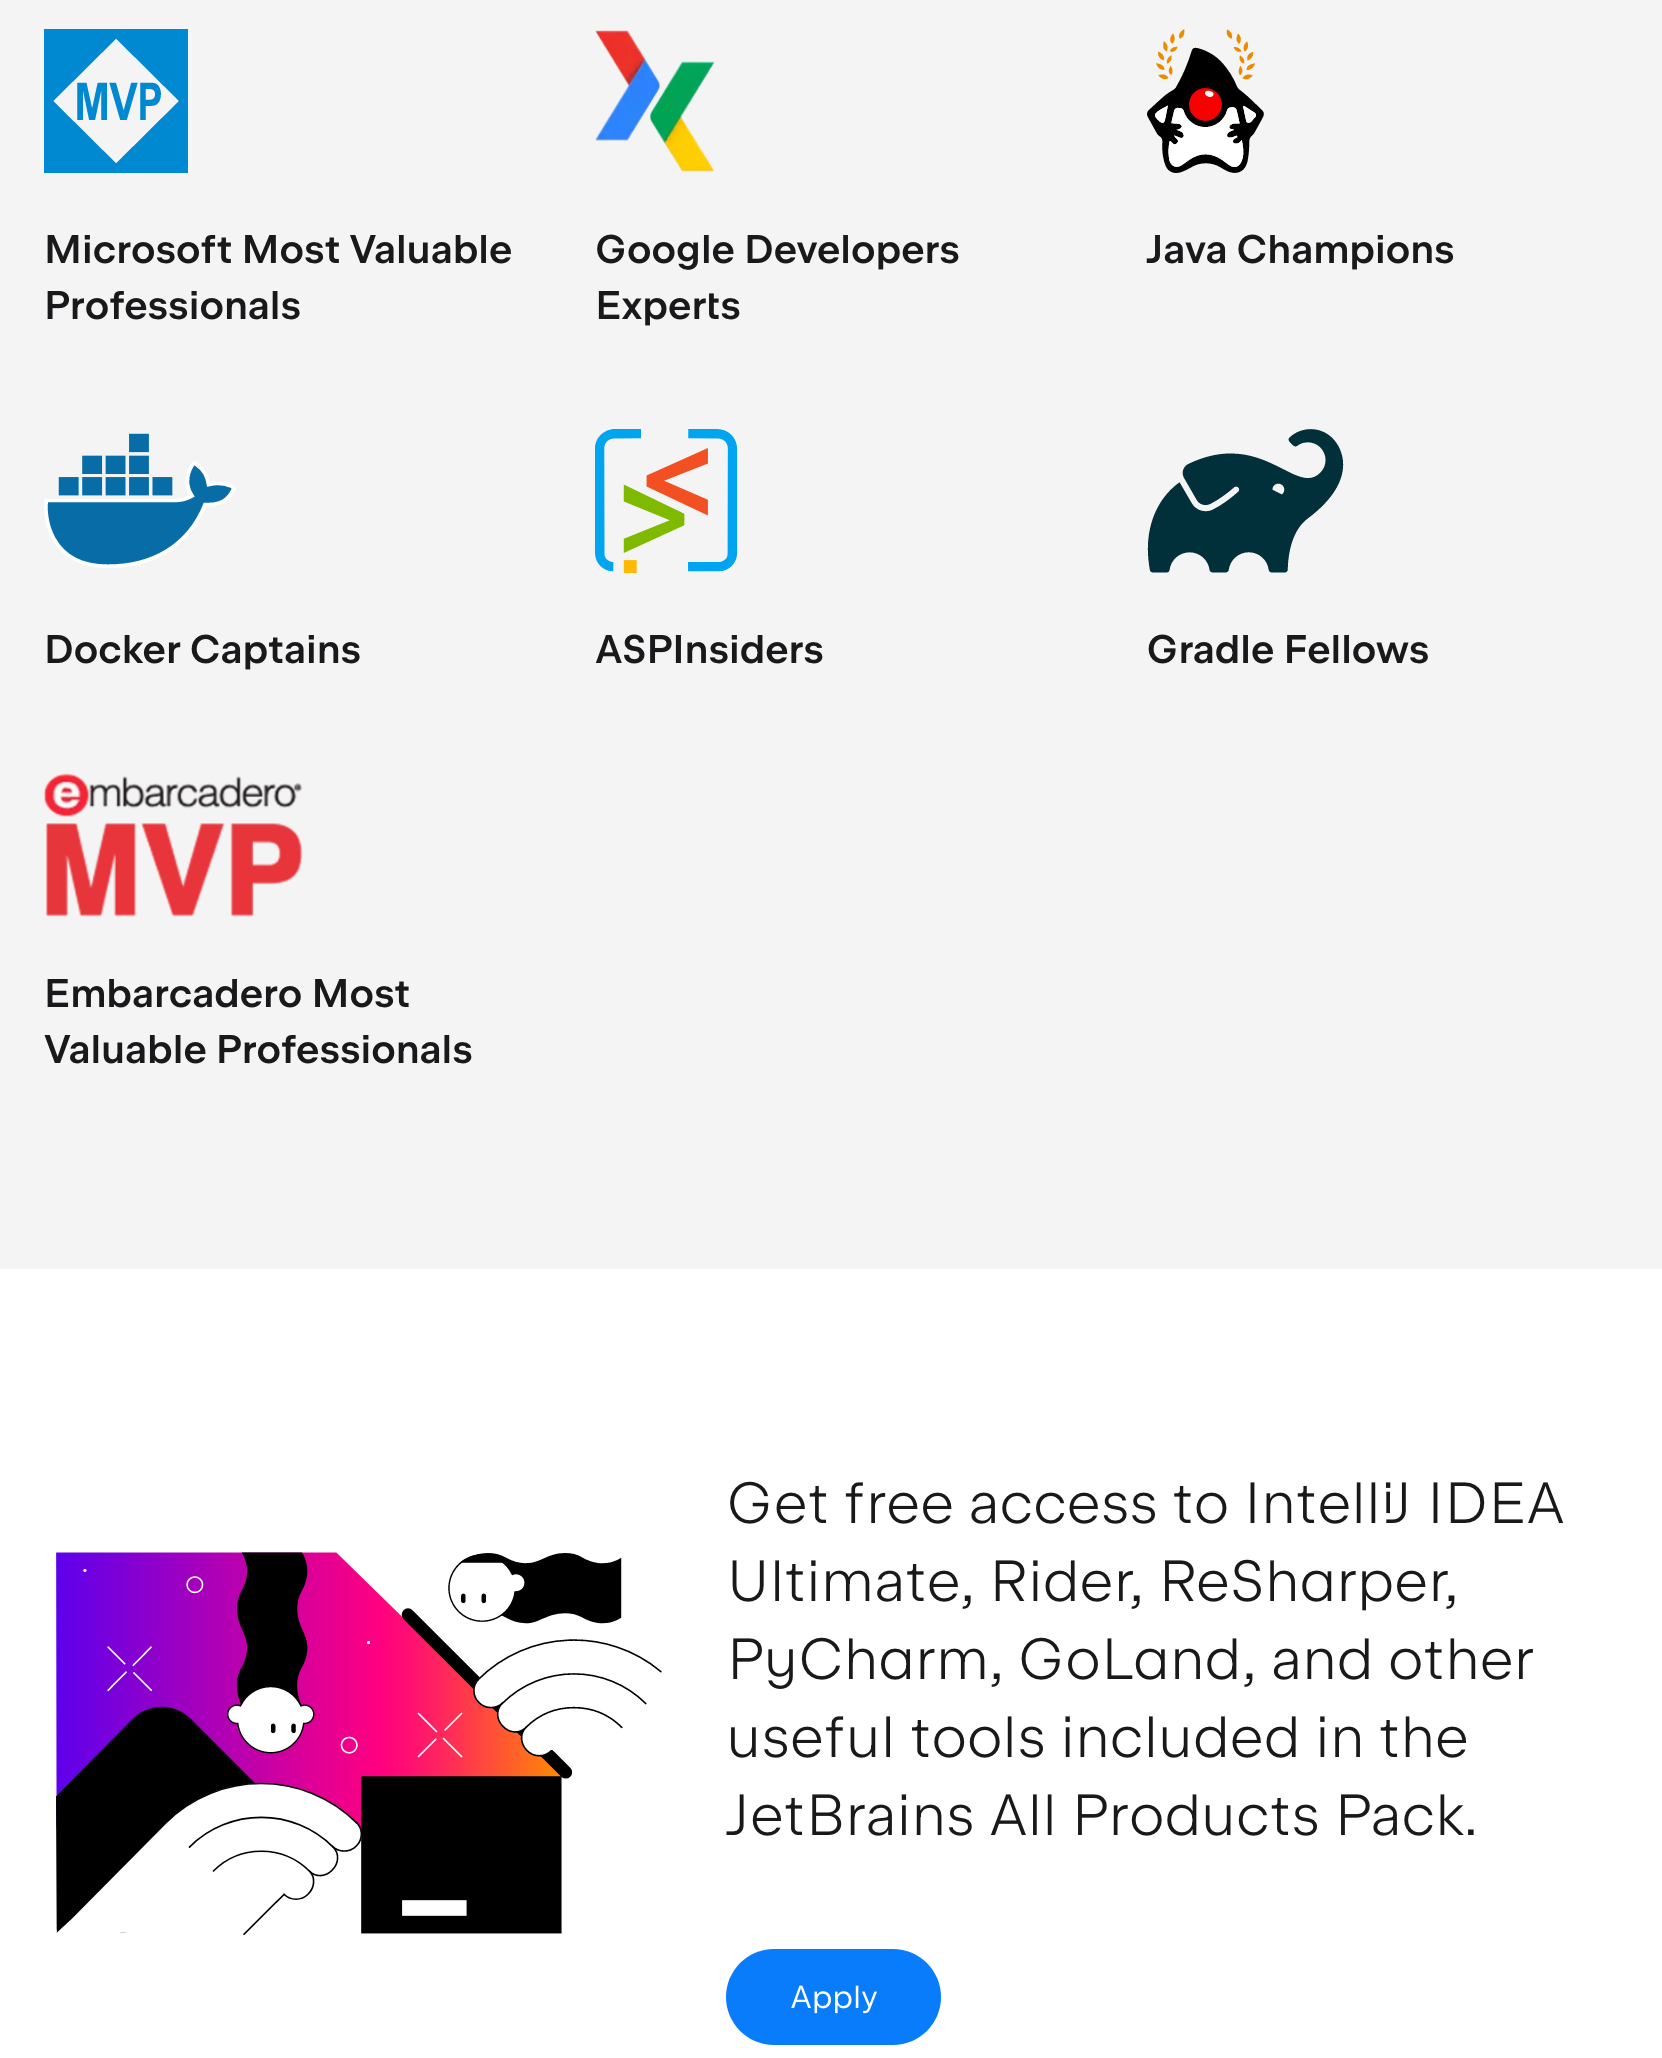 MVP
Microsoft Most Valuable
Professionals
Google Developers
Experts
Java Champions
Docker Captains
ASPInsiders
Gradle Fellows
embarcadero®
MVP
Embarcadero Most
Valuable Professionals
Get free access to IntelliJ IDEA
Ultimate, Rider, ReSharper,
PyCharm, GoLand, and other
useful tools included in the
JetBrains All Products Pack.
Apply